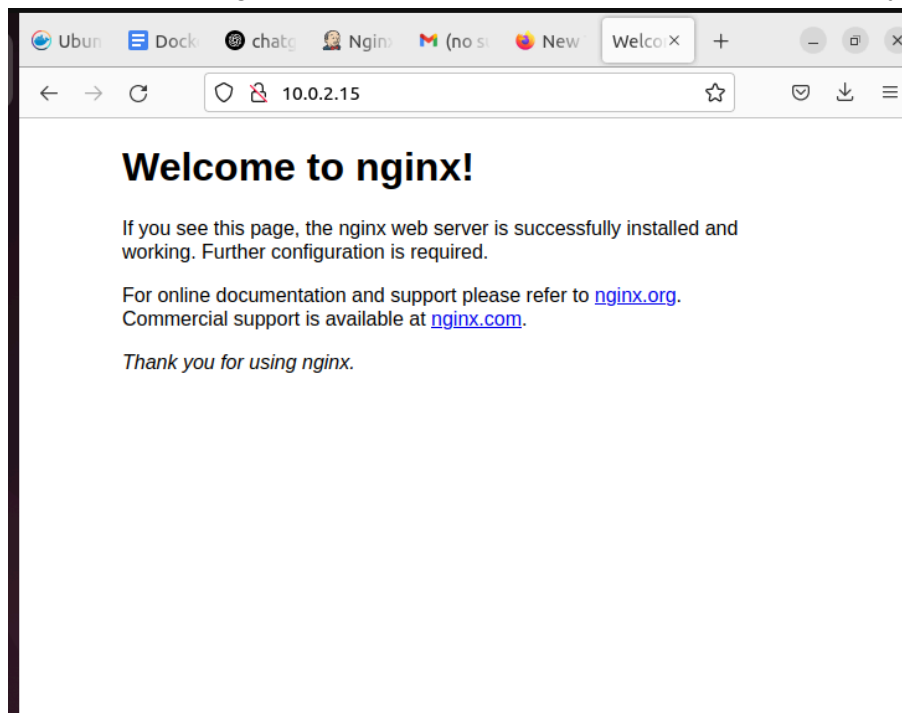 Ubun
Dock
chatg
Ngin
(no s
New
Welco
10.0.2.15
Welcome to nginx!
If you see this page, the nginx web server is successfully installed and
working. Further configuration is required.
For online documentation and support please refer to nginx.org.
Commercial support is available at nginx.com.
Thank you for using nginx.